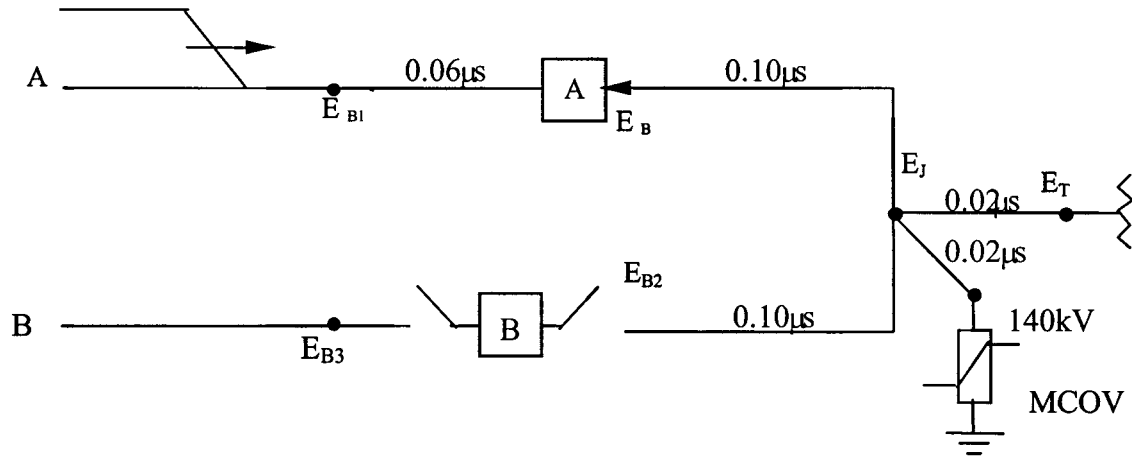 A
0.06μs
A
0.10μs
E B1
E B
E J
0.02μs
E T
0.02μs
B
E B3
B
E B2
0.10μs
140kV
MCOV